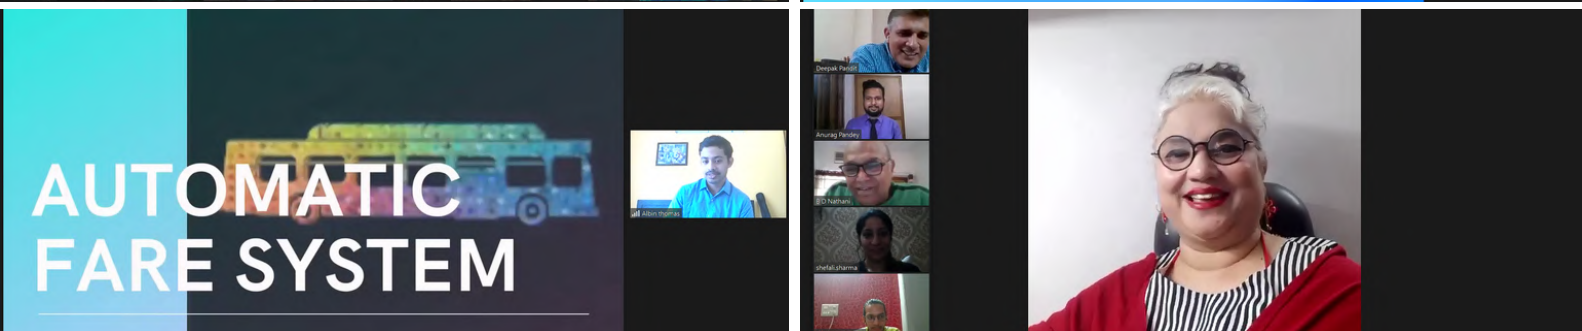 AUTOMATIC
FARE SYSTEM
Albin thomas
Deepak Pandit
Anurag Pandey
B D Nathani
shefali.sharma